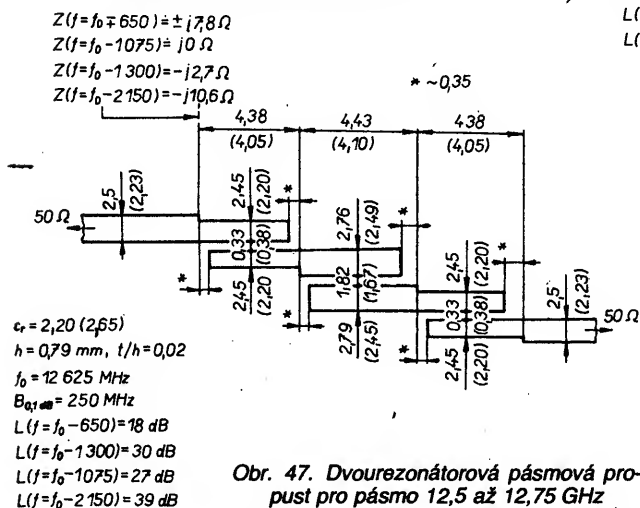 Z(f=f₀∓650)≐±j7,8Ω
Z(f=f₀-1075)≐j0 Ω
Z(f=f₀-1300)=-j2,7Ω
Z(f=f₀-2150)=-j10,6Ω
L(
L(
* ~0,35
4,38
(4,05)
4,43
(4,10)
438
(4,05)
50Ω
2,5
(2,23)
2,45
(2,20)
*
0,33
(0,38)
2,45
(2,20
*
2,76
(2,49)
*
1,82
(1,67)
2,79
(2,45)
*
2,45
(2,20)
*
0,33
(0,38)
2,45
(2,20)
*
2,5
(2,23)
50Ω
εᵣ=2,20 (2,65)
h=0,79 mm, t/h=0,02
f₀=12 625 MHz
B₀,₁ dB=250 MHz
L(f=f₀-650)=18 dB
L(f=f₀-1300)=30 dB
L(f=f₀-1075)=27 dB
L(f=f₀-2150)=39 dB
Obr. 47. Dvourezonátorová pásmová pro-
pust pro pásmo 12,5 až 12,75 GHz